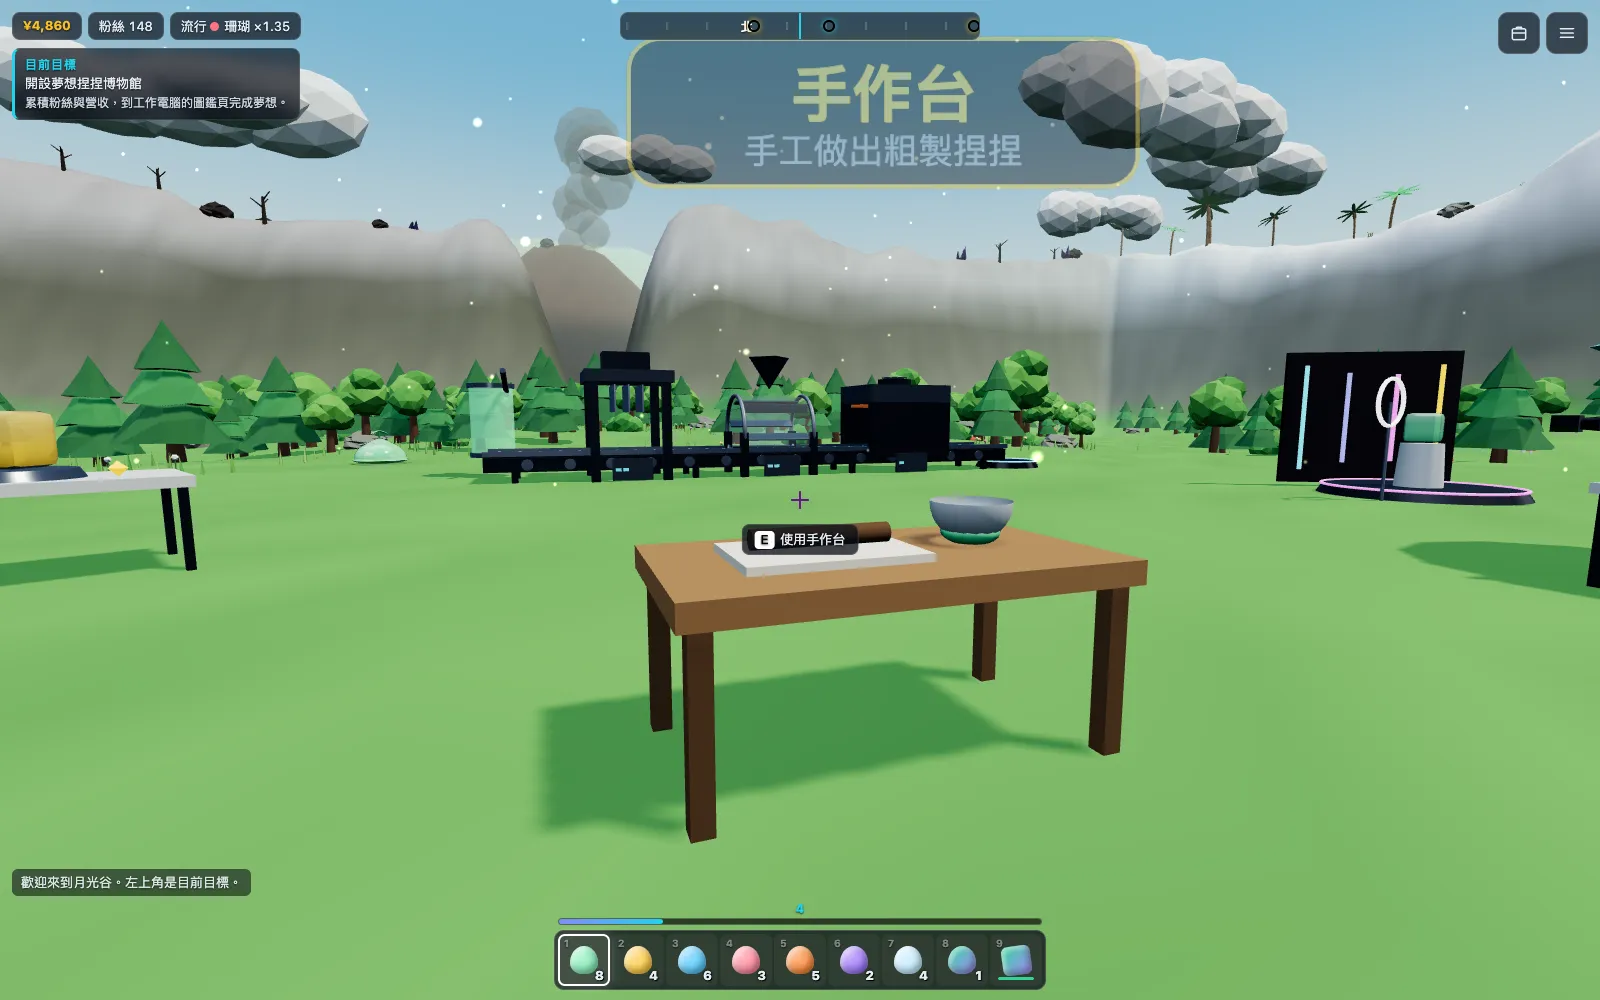 ¥4,860
粉絲 148
流行 珊瑚 ×1.35
目前目標
開設夢想捏捏博物館
累積粉絲與營收，到工作電腦的圖鑑頁完成夢想。
北
手作台
手工做出粗製捏捏
E 使用手作台
歡迎來到月光谷。左上角是目前目標。
4
1 8
2 4
3 6
4 3
5 5
6 2
7 4
8 1
9